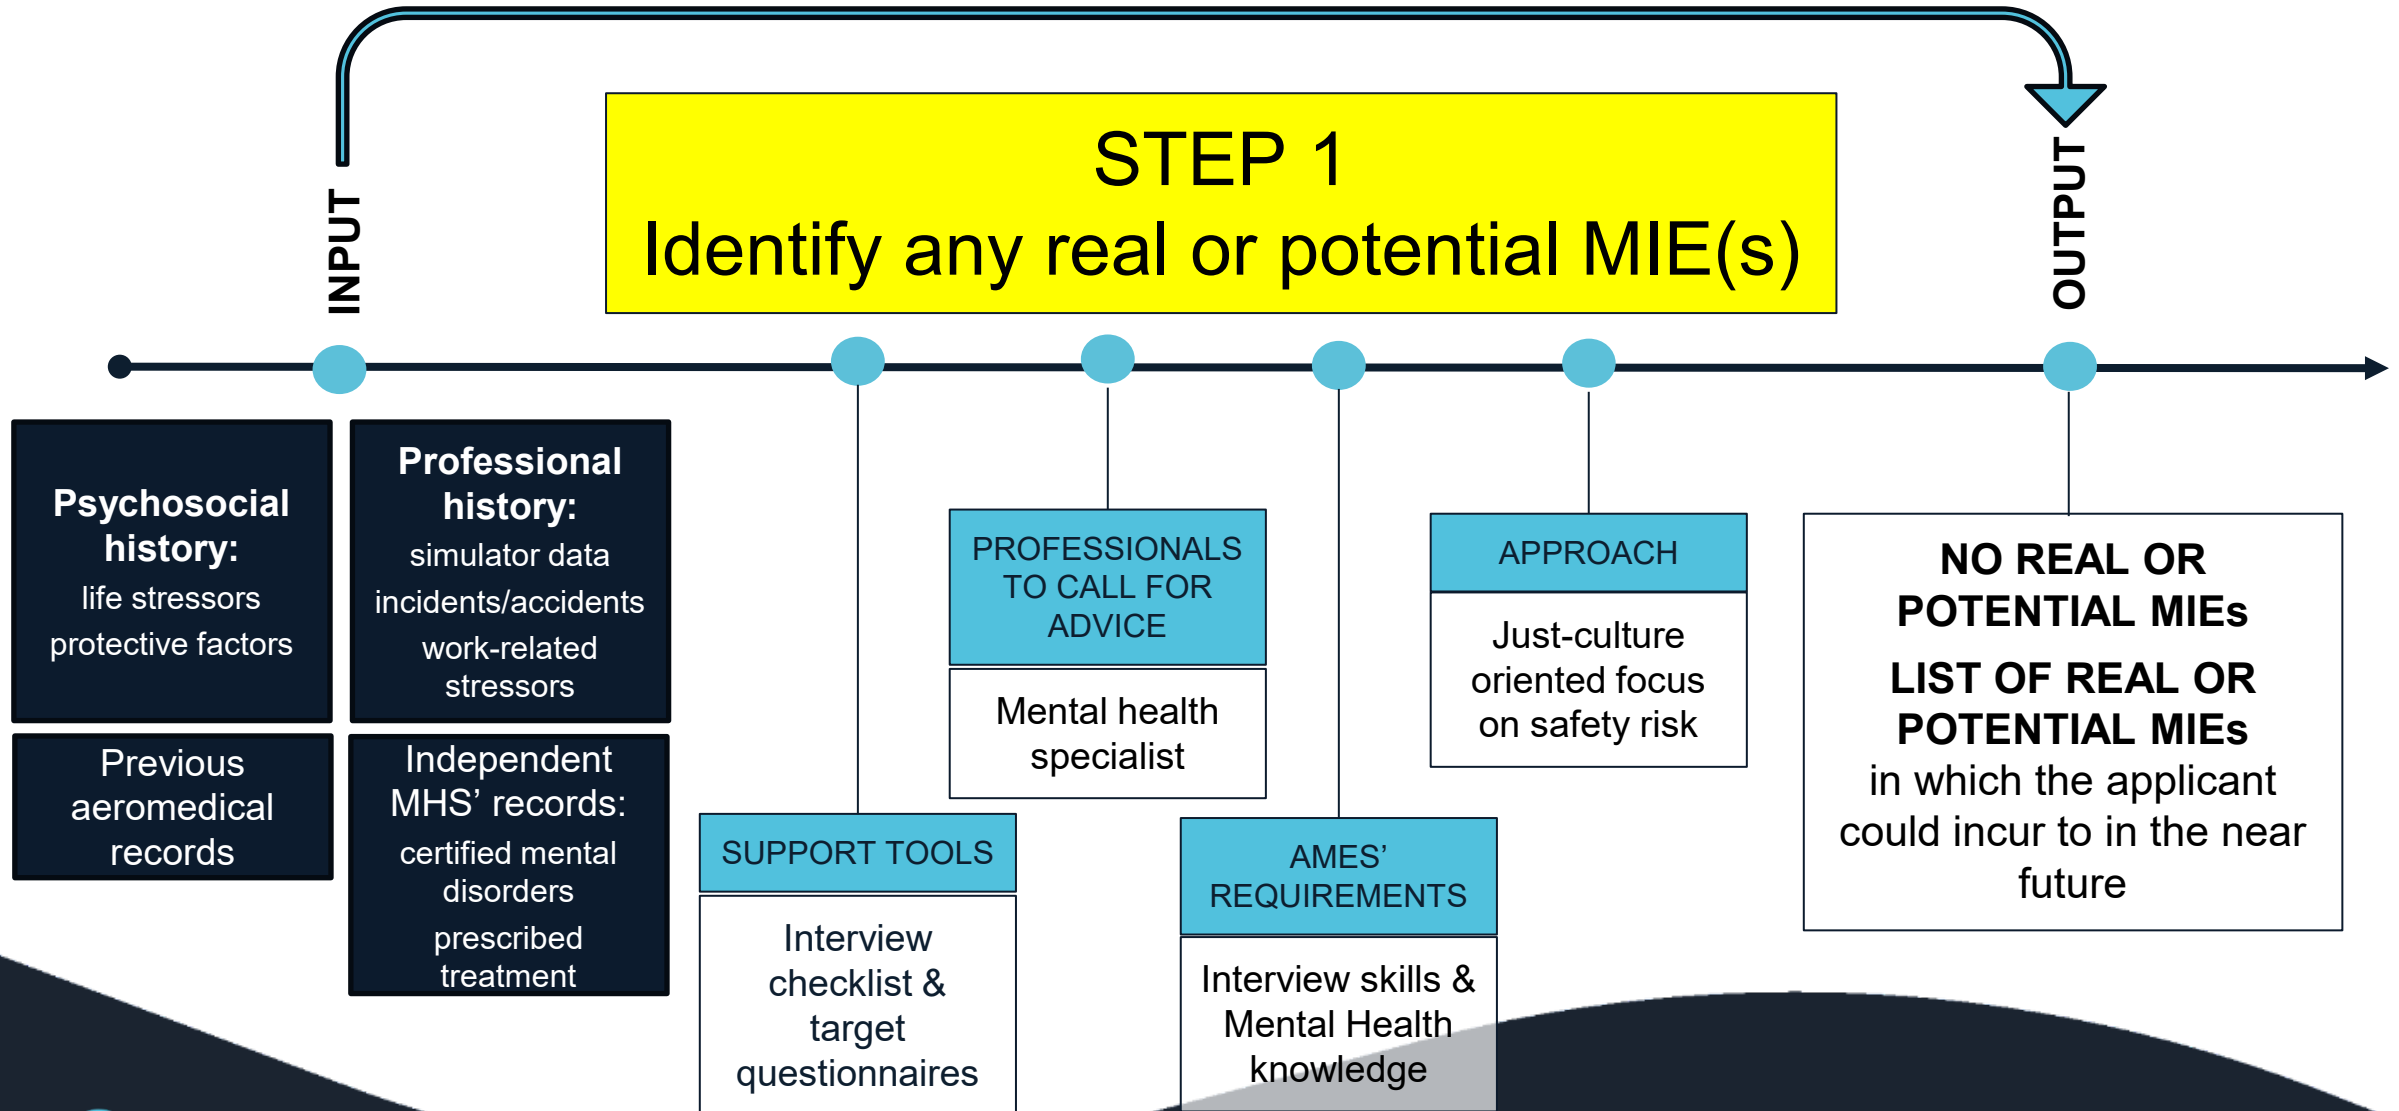 STEP 1
Identify any real or potential MIE(s)
INPUT
OUTPUT
Psychosocial
history:
life stressors
protective factors
Professional
history:
simulator data
incidents/accidents
work-related
stressors
Previous
aeromedical
records
Independent
MHS’ records:
certified mental
disorders
prescribed
treatment
SUPPORT TOOLS
Interview
checklist &
target
questionnaires
PROFESSIONALS
TO CALL FOR
ADVICE
Mental health
specialist
AMES’
REQUIREMENTS
Interview skills &
Mental Health
knowledge
APPROACH
Just-culture
oriented focus
on safety risk
NO REAL OR
POTENTIAL MIEs
LIST OF REAL OR
POTENTIAL MIEs
in which the applicant
could incur to in the near
future